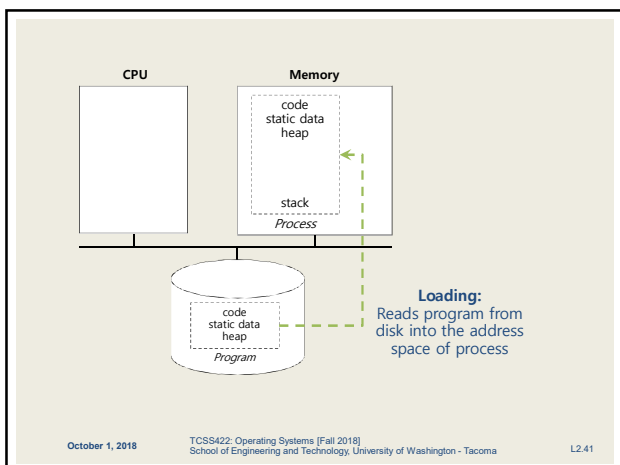 CPU
Memory
code
static data
heap
stack
Process
code
static data
heap
Program
Loading:
Reads program from
disk into the address
space of process
October 1, 2018
TCSS422: Operating Systems [Fall 2018]
School of Engineering and Technology, University of Washington - Tacoma
L2.41